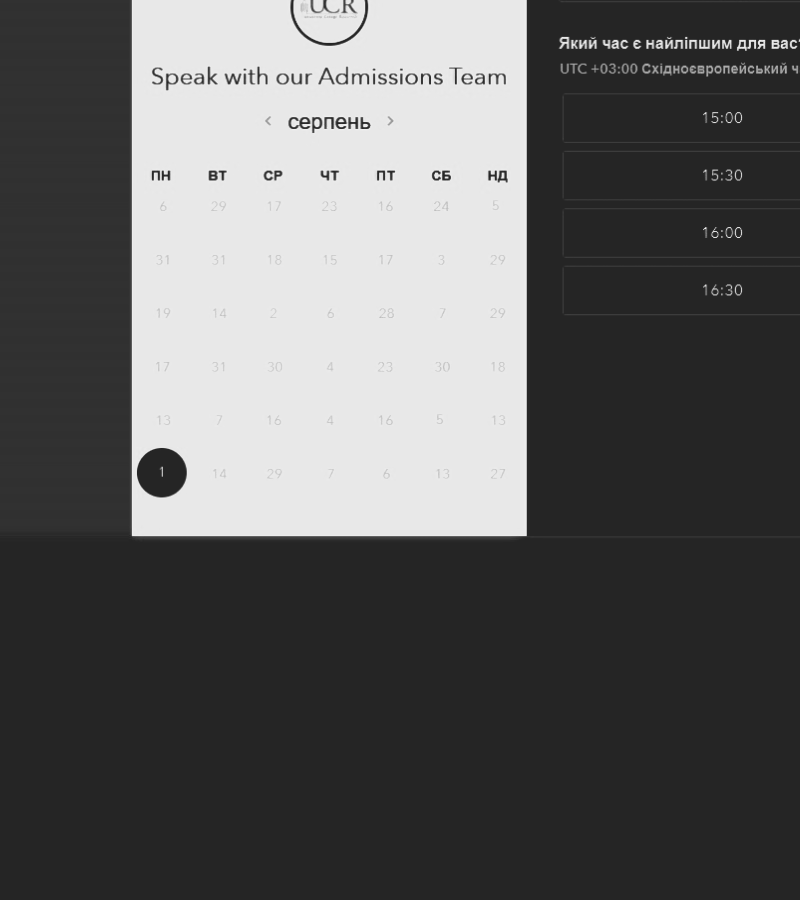 UCR
Speak with our Admissions Team
< серпень >
ПН ВТ СР ЧТ ПТ СБ НД
6 29 17 23 16 24 5
31 31 18 15 17 3 29
19 14 2 6 28 7 29
17 31 30 4 23 30 18
13 7 16 4 16 5 13
1 14 29 7 6 13 27
Який час є найліпшим для вас
UTC +03:00 Східноєвропейський
15:00
15:30
16:00
16:30